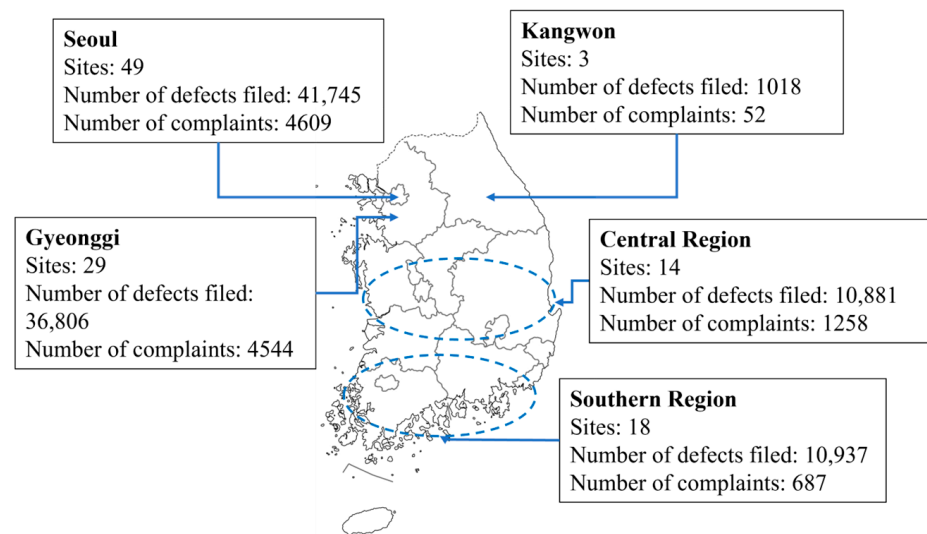 Seoul
Sites: 49
Number of defects filed: 41,745
Number of complaints: 4609
Kangwon
Sites: 3
Number of defects filed: 1018
Number of complaints: 52
Gyeonggi
Sites: 29
Number of defects filed:
36,806
Number of complaints: 4544
Central Region
Sites: 14
Number of defects filed: 10,881
Number of complaints: 1258
Southern Region
Sites: 18
Number of defects filed: 10,937
Number of complaints: 687